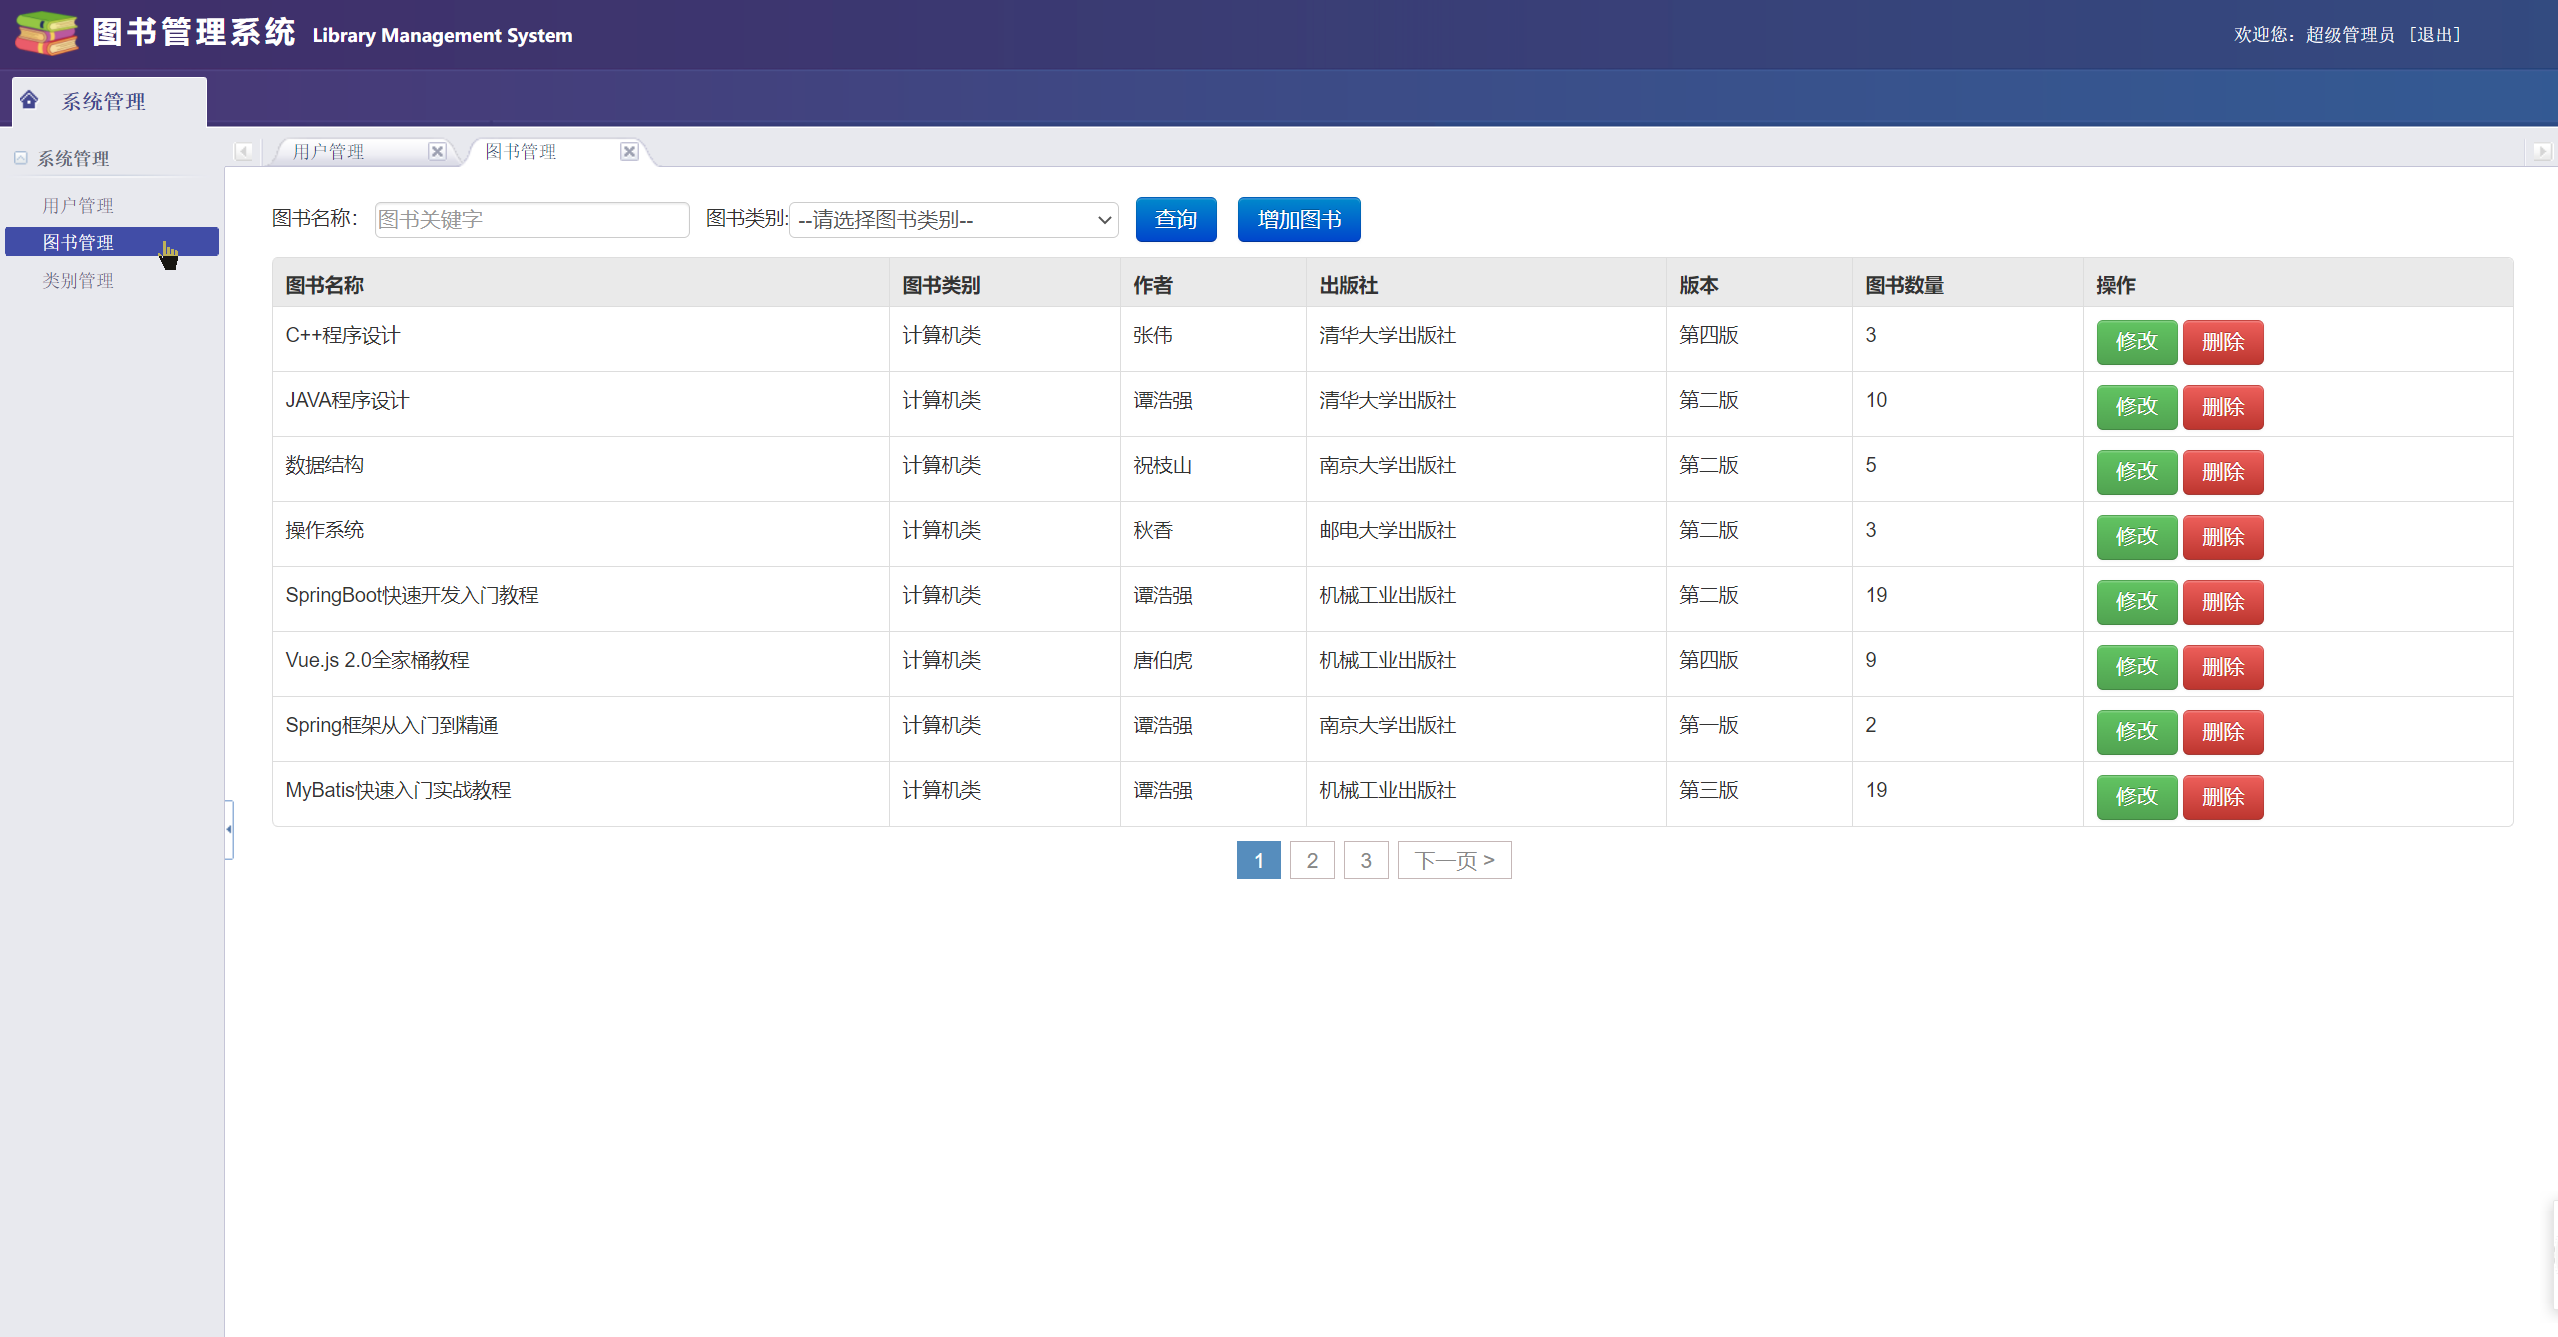 图书管理系统 Library Management System
欢迎您：超级管理员 [退出]
系统管理
系统管理
用户管理
图书管理
类别管理
用户管理 图书管理
图书名称： 图书关键字 图书类别: --请选择图书类别-- 查询 增加图书
图书名称 图书类别 作者 出版社 版本 图书数量 操作
C++程序设计 计算机类 张伟 清华大学出版社 第四版 3 修改 删除
JAVA程序设计 计算机类 谭浩强 清华大学出版社 第二版 10 修改 删除
数据结构 计算机类 祝枝山 南京大学出版社 第二版 5 修改 删除
操作系统 计算机类 秋香 邮电大学出版社 第二版 3 修改 删除
SpringBoot快速开发入门教程 计算机类 谭浩强 机械工业出版社 第二版 19 修改 删除
Vue.js 2.0全家桶教程 计算机类 唐伯虎 机械工业出版社 第四版 9 修改 删除
Spring框架从入门到精通 计算机类 谭浩强 南京大学出版社 第一版 2 修改 删除
MyBatis快速入门实战教程 计算机类 谭浩强 机械工业出版社 第三版 19 修改 删除
1 2 3 下一页 >